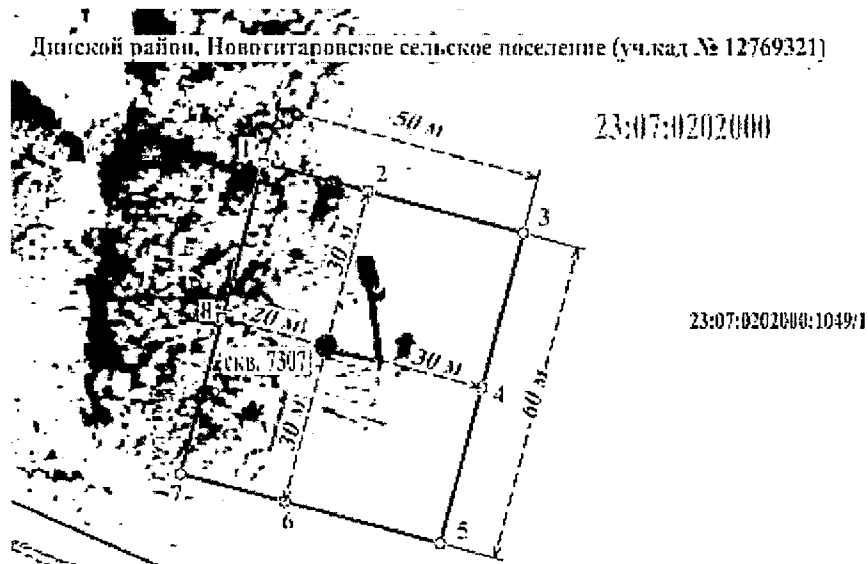 Динской район, Новотитаровское сельское поселение (уч.кад № 12769321)
50 м
23:07:0202000
1
2
3
30 м
8
20 м
23:07:0202000:1049/1
скв. 7307
30 м
4
60 м
30 м
7
6
5